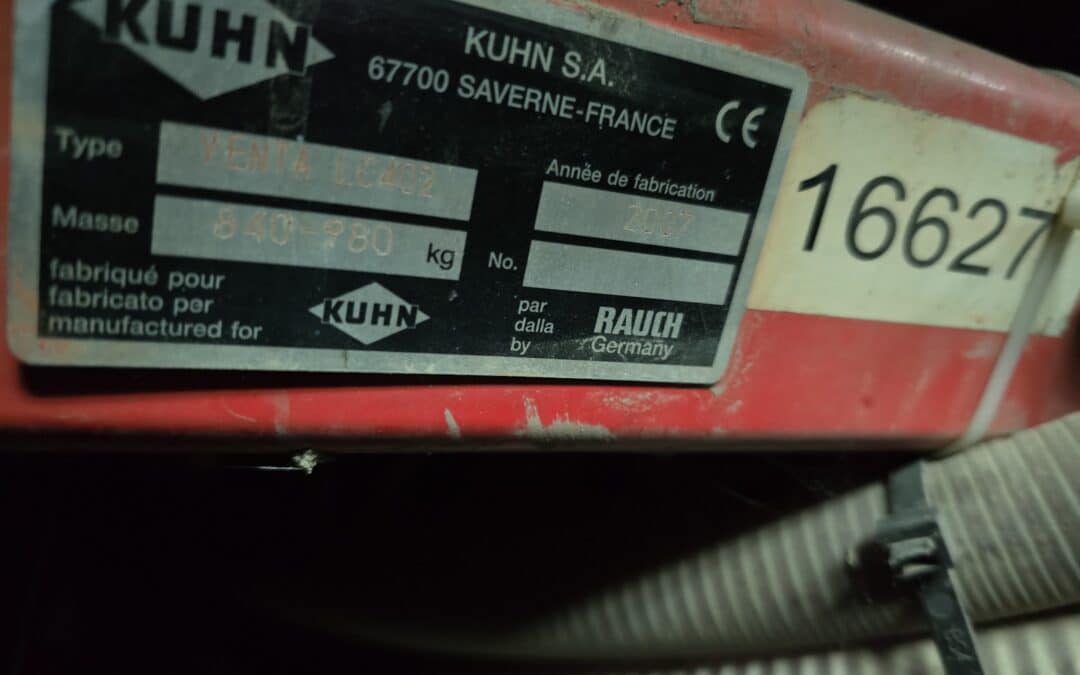 KUHN
KUHN S.A.
67700 SAVERNE-FRANCE
CE
Type VENTA LC402
Année de fabrication
2007
Masse 840-980 kg
No.
fabriqué pour
fabricato per
manufactured for
KUHN
par
dalla
by
RAUCH
Germany
16627